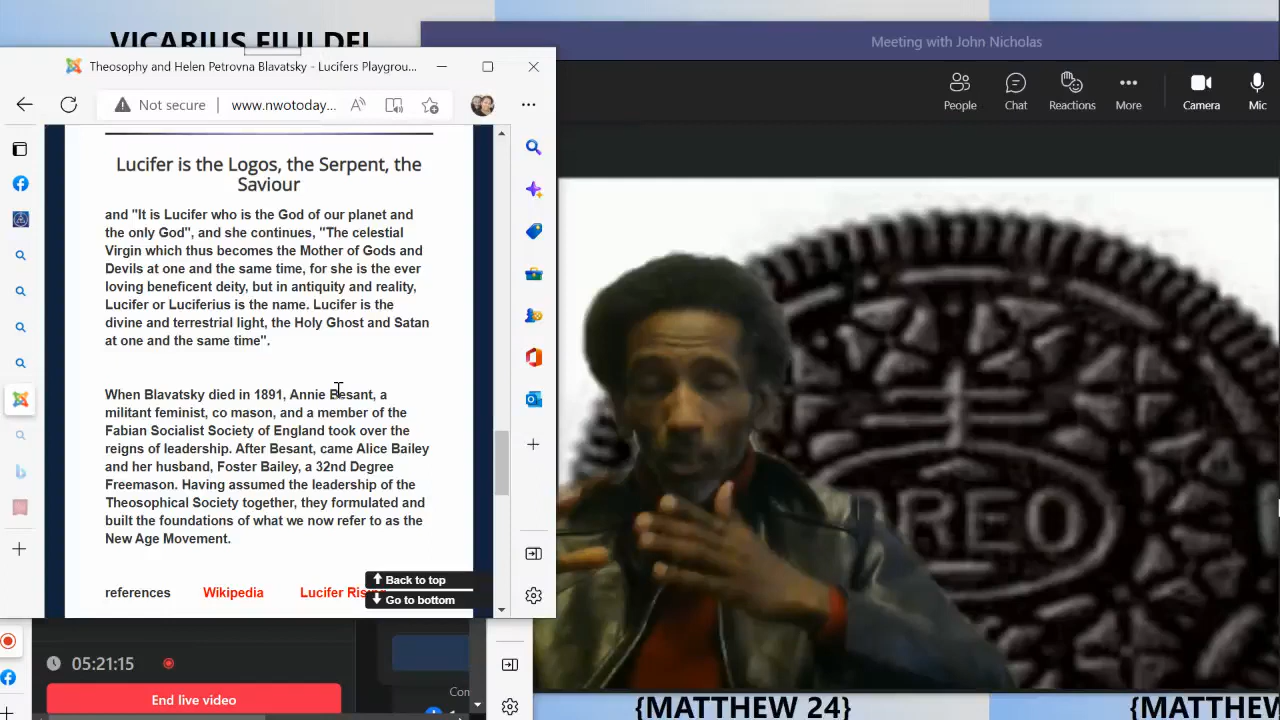 VICARIUS FILII DEI
Meeting with John Nicholas
Theosophy and Helen Petrovna Blavatsky - Lucifers Playgrou...
Not secure
www.nwotoday...
People
Chat
Reactions
More
Camera
Mic
Lucifer is the Logos, the Serpent, the
Saviour
and "It is Lucifer who is the God of our planet and
the only God", and she continues, "The celestial
Virgin which thus becomes the Mother of Gods and
Devils at one and the same time, for she is the ever
loving beneficent deity, but in antiquity and reality,
Lucifer or Luciferius is the name. Lucifer is the
divine and terrestrial light, the Holy Ghost and Satan
at one and the same time".
When Blavatsky died in 1891, Annie Besant, a
militant feminist, co mason, and a member of the
Fabian Socialist Society of England took over the
reigns of leadership. After Besant, came Alice Bailey
and her husband, Foster Bailey, a 32nd Degree
Freemason. Having assumed the leadership of the
Theosophical Society together, they formulated and
built the foundations of what we now refer to as the
New Age Movement.
Back to top
references Wikipedia Lucifer Rising
Go to bottom
OREO
05:21:15
End live video
Con
{MATTHEW 24}
{MATTHEW